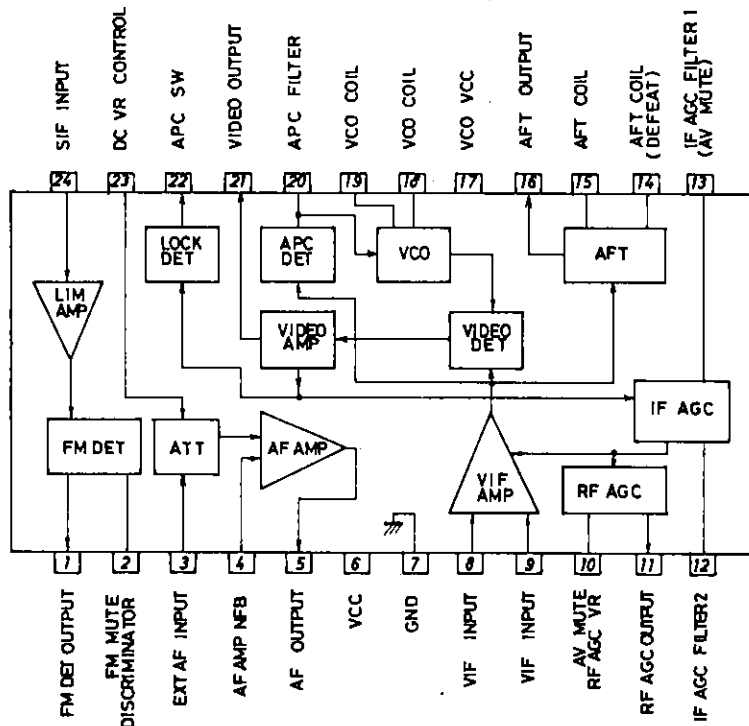 SIF INPUT
DC VR CONTROL
APC SW
VIDEO OUTPUT
APC FILTER
VCO COIL
VCO COIL
VCO VCC
AFT OUTPUT
AFT COIL
AFT COIL
(DEFEAT)
IF AGC FILTER 1
(AV MUTE)
24
23
22
21
20
19
18
17
16
15
14
13
LIM
AMP
LOCK
DET
APC
DET
VCO
AFT
VIDEO
AMP
VIDEO
DET
IF AGC
FM DET
ATT
AF AMP
VIF
AMP
RF AGC
1
2
3
4
5
6
7
8
9
10
11
12
FM DET OUTPUT
FM MUTE
DISCRIMINATOR
EXT AF INPUT
AF AMP NFB
AF OUTPUT
VCC
GND
VIF INPUT
VIF INPUT
AV MUTE
RF AGC VR
RF AGC OUTPUT
IF AGC FILTER2